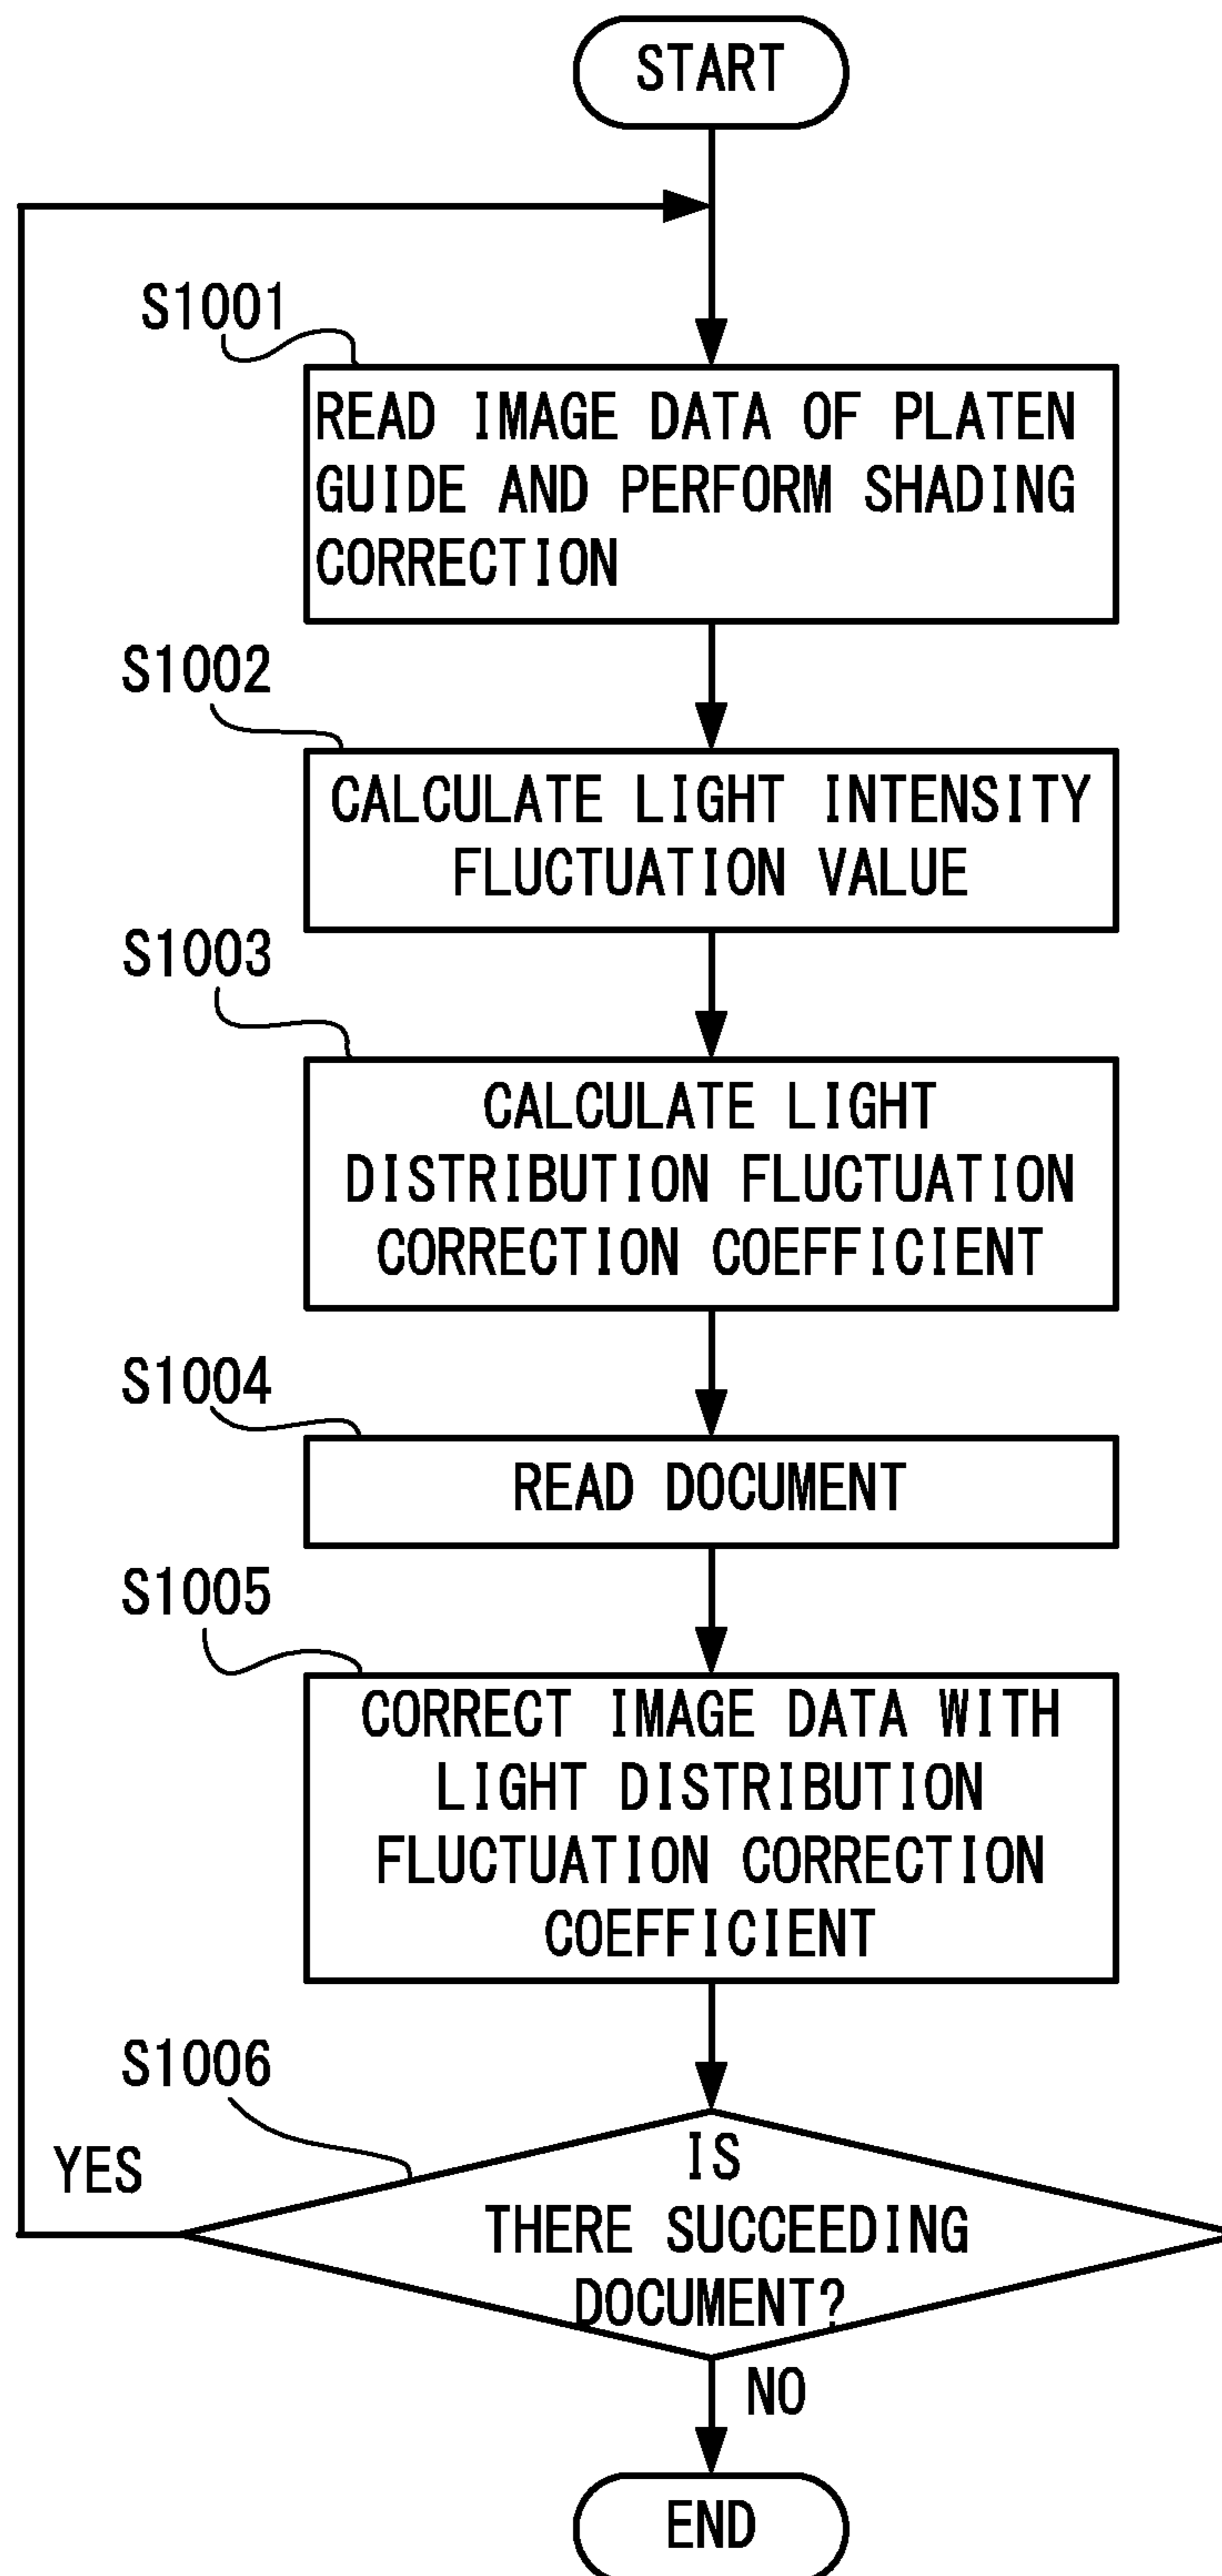 START
S1001
READ IMAGE DATA OF PLATEN
GUIDE AND PERFORM SHADING
CORRECTION
S1002
CALCULATE LIGHT INTENSITY
FLUCTUATION VALUE
S1003
CALCULATE LIGHT
DISTRIBUTION FLUCTUATION
CORRECTION COEFFICIENT
S1004
READ DOCUMENT
S1005
CORRECT IMAGE DATA WITH
LIGHT DISTRIBUTION
FLUCTUATION CORRECTION
COEFFICIENT
S1006
YES
IS
THERE SUCCEEDING
DOCUMENT?
NO
END